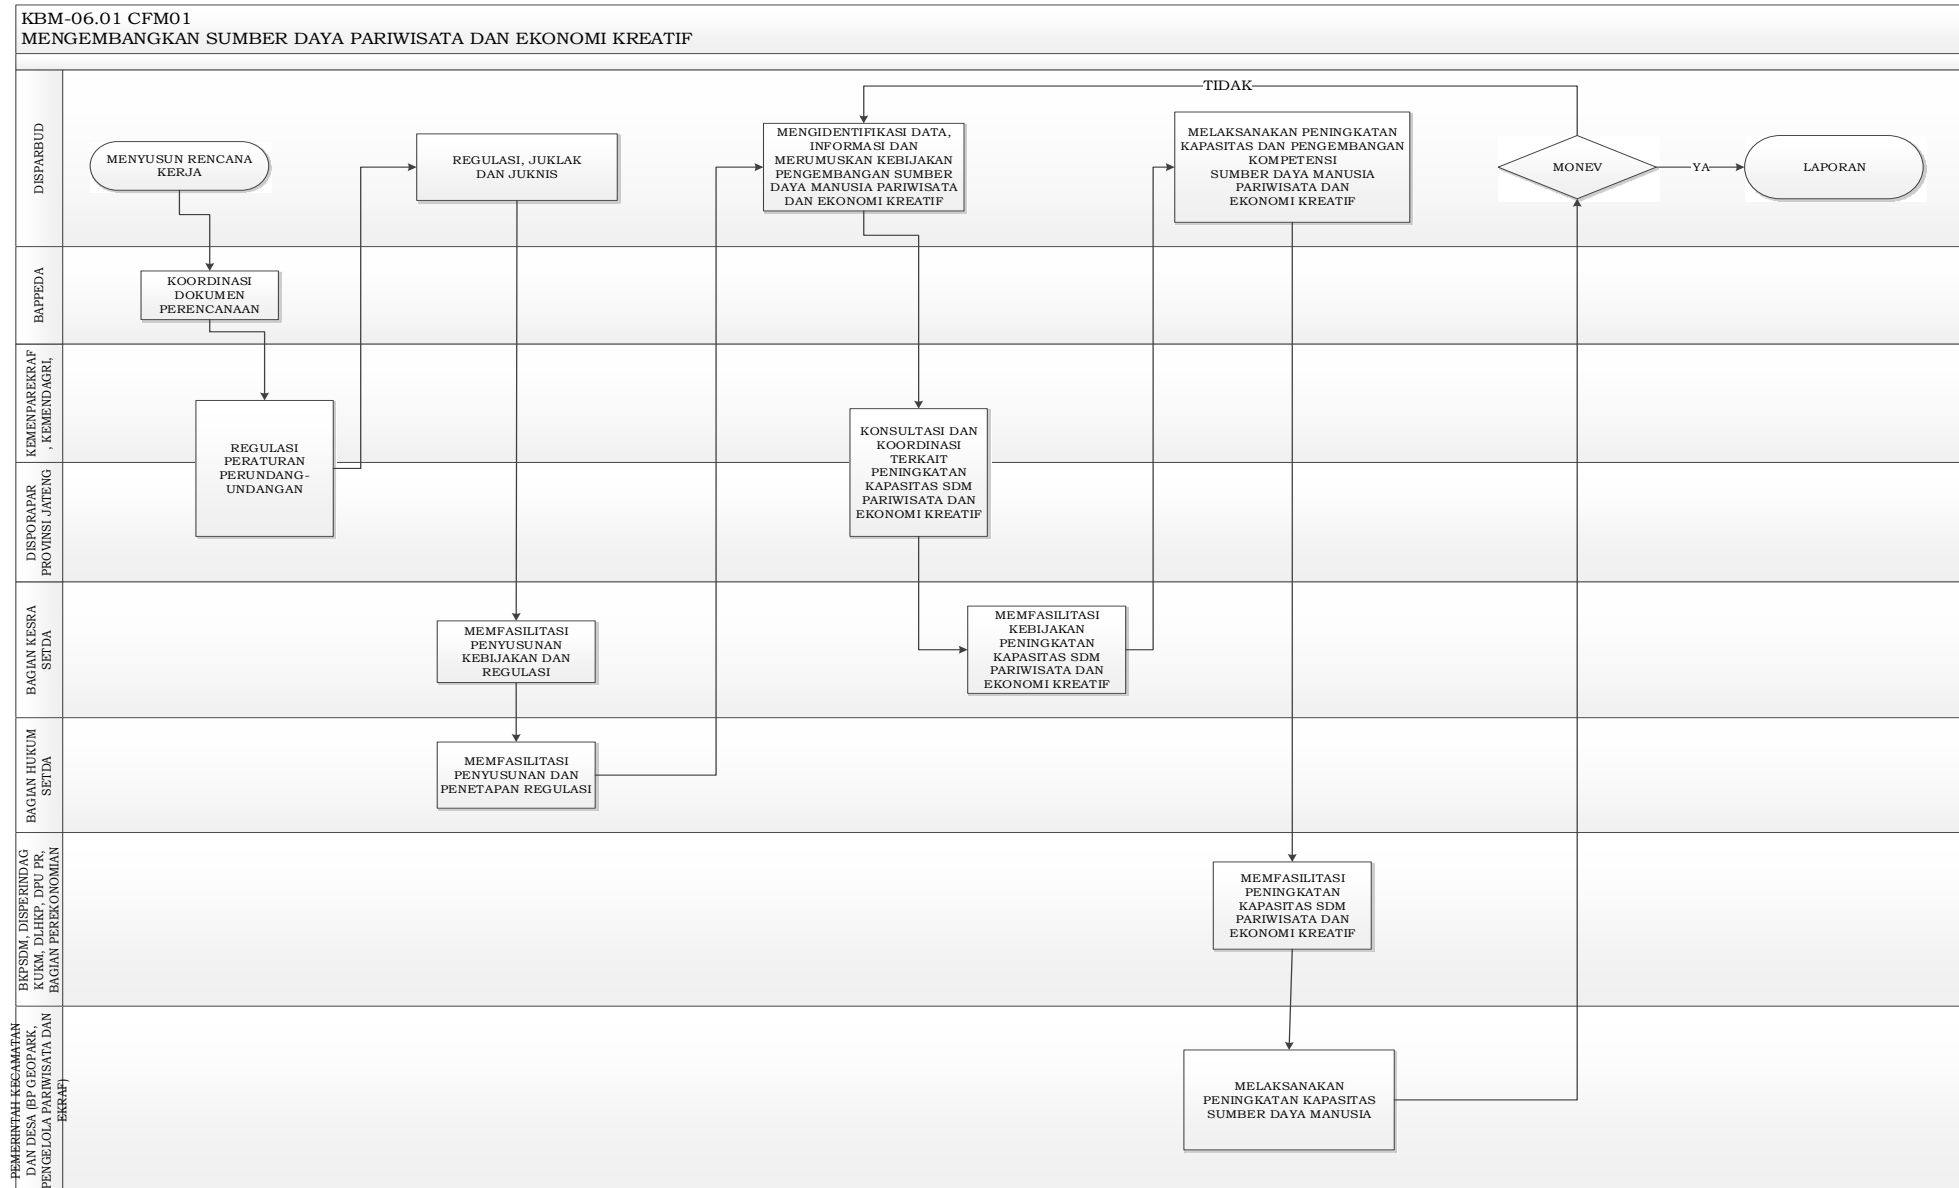 KBM-06.01 CFM01
MENGEMBANGKAN SUMBER DAYA PARIWISATA DAN EKONOMI KREATIF
DISPARBUD
MENYUSUN RENCANA
KERJA
REGULASI, JUKLAK
DAN JUKNIS
MENGIDENTIFIKASI DATA,
INFORMASI DAN
MERUMUSKAN KEBIJAKAN
PENGEMBANGAN SUMBER
DAYA MANUSIA PARIWISATA
DAN EKONOMI KREATIF
TIDAK
MELAKSANAKAN PENINGKATAN
KAPASITAS DAN PENGEMBANGAN
KOMPETENSI
SUMBER DAYA MANUSIA
PARIWISATA DAN
EKONOMI KREATIF
MONEV
YA
LAPORAN
BAPPEDA
KOORDINASI
DOKUMEN
PERENCANAAN
KEMENPAREKRAF
, KEMENDAGRI,
REGULASI
PERATURAN
PERUNDANG-
UNDANGAN
KONSULTASI DAN
KOORDINASI
TERKAIT
PENINGKATAN
KAPASITAS SDM
PARIWISATA DAN
EKONOMI KREATIF
DISPORAPAR
PROVINSI JATENG
BAGIAN KESRA
SETDA
MEMFASILITASI
PENYUSUNAN
KEBIJAKAN DAN
REGULASI
MEMFASILITASI
KEBIJAKAN
PENINGKATAN
KAPASITAS SDM
PARIWISATA DAN
EKONOMI KREATIF
BAGIAN HUKUM
SETDA
MEMFASILITASI
PENYUSUNAN DAN
PENETAPAN REGULASI
BKPSDM, DISPERINDAG
KUKM, DLHKP, DPU PR,
BAGIAN PEREKONOMIAN
MEMFASILITASI
PENINGKATAN
KAPASITAS SDM
PARIWISATA DAN
EKONOMI KREATIF
PEMERINTAH KECAMATAN
DAN DESA (BP GEOPARK,
PENGELOLA PARIWISATA DAN
EKRAF)
MELAKSANAKAN
PENINGKATAN KAPASITAS
SUMBER DAYA MANUSIA